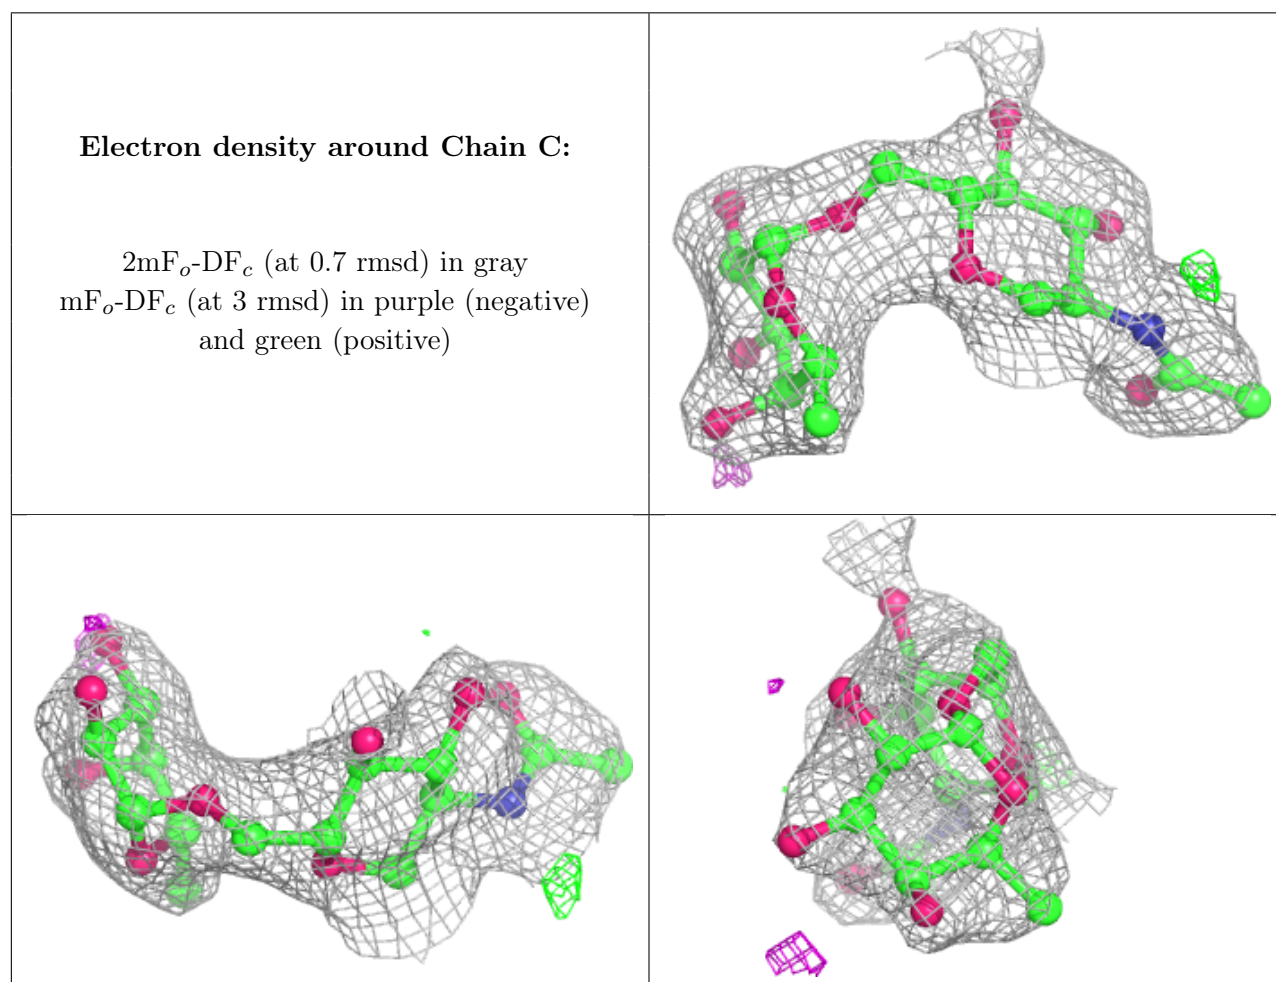 Electron density around Chain C:
2mFo-DFc (at 0.7 rmsd) in gray
mFo-DFc (at 3 rmsd) in purple (negative)
and green (positive)